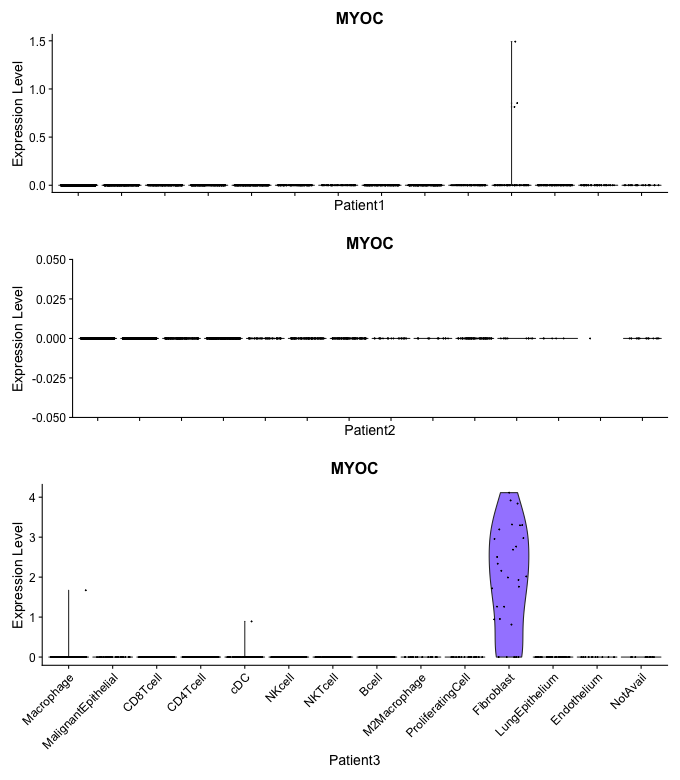 MYOC
Expression Level
1.5
1.0
0.5
0.0
Patient1
MYOC
Expression Level
0.050
0.025
0.000
-0.025
-0.050
Patient2
MYOC
Expression Level
4
3
2
1
0
Macrophage
MalignantEpithelial
CD8Tcell
CD4Tcell
cDC
NKcell
NKTcell
Bcell
M2Macrophage
ProliferatingCell
Fibroblast
LungEpithelium
Endothelium
NotAvail
Patient3